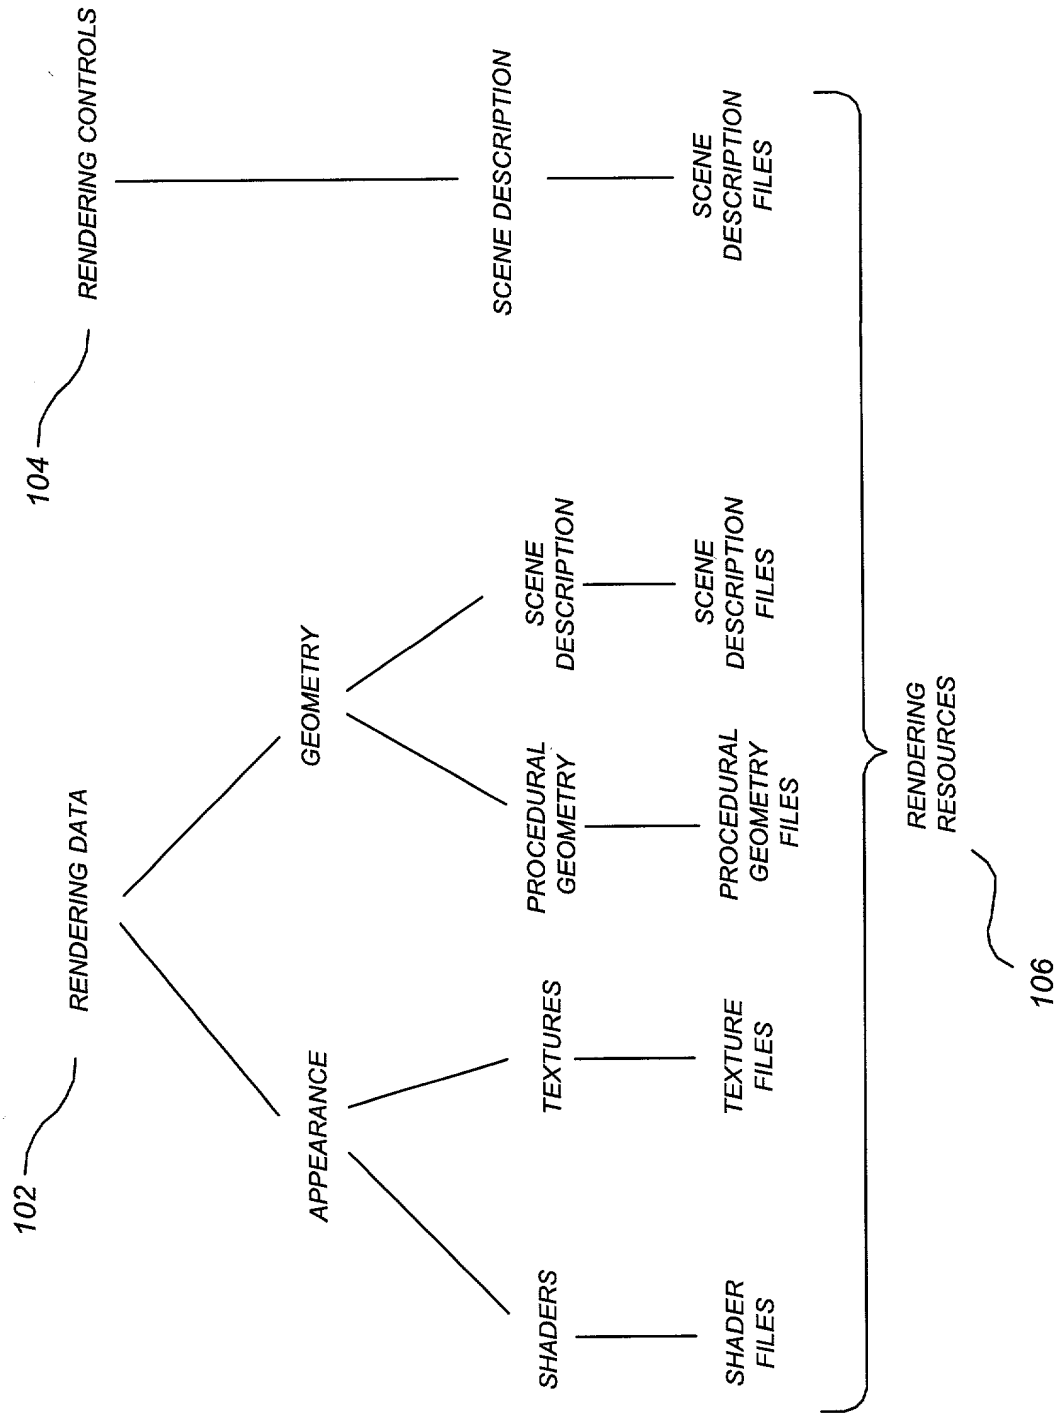 102
RENDERING DATA
104
RENDERING CONTROLS
APPEARANCE
GEOMETRY
SHADERS
TEXTURES
PROCEDURAL
GEOMETRY
SCENE
DESCRIPTION
SCENE DESCRIPTION
SHADER
FILES
TEXTURE
FILES
PROCEDURAL
GEOMETRY
FILES
SCENE
DESCRIPTION
FILES
SCENE
DESCRIPTION
FILES
RENDERING
RESOURCES
106